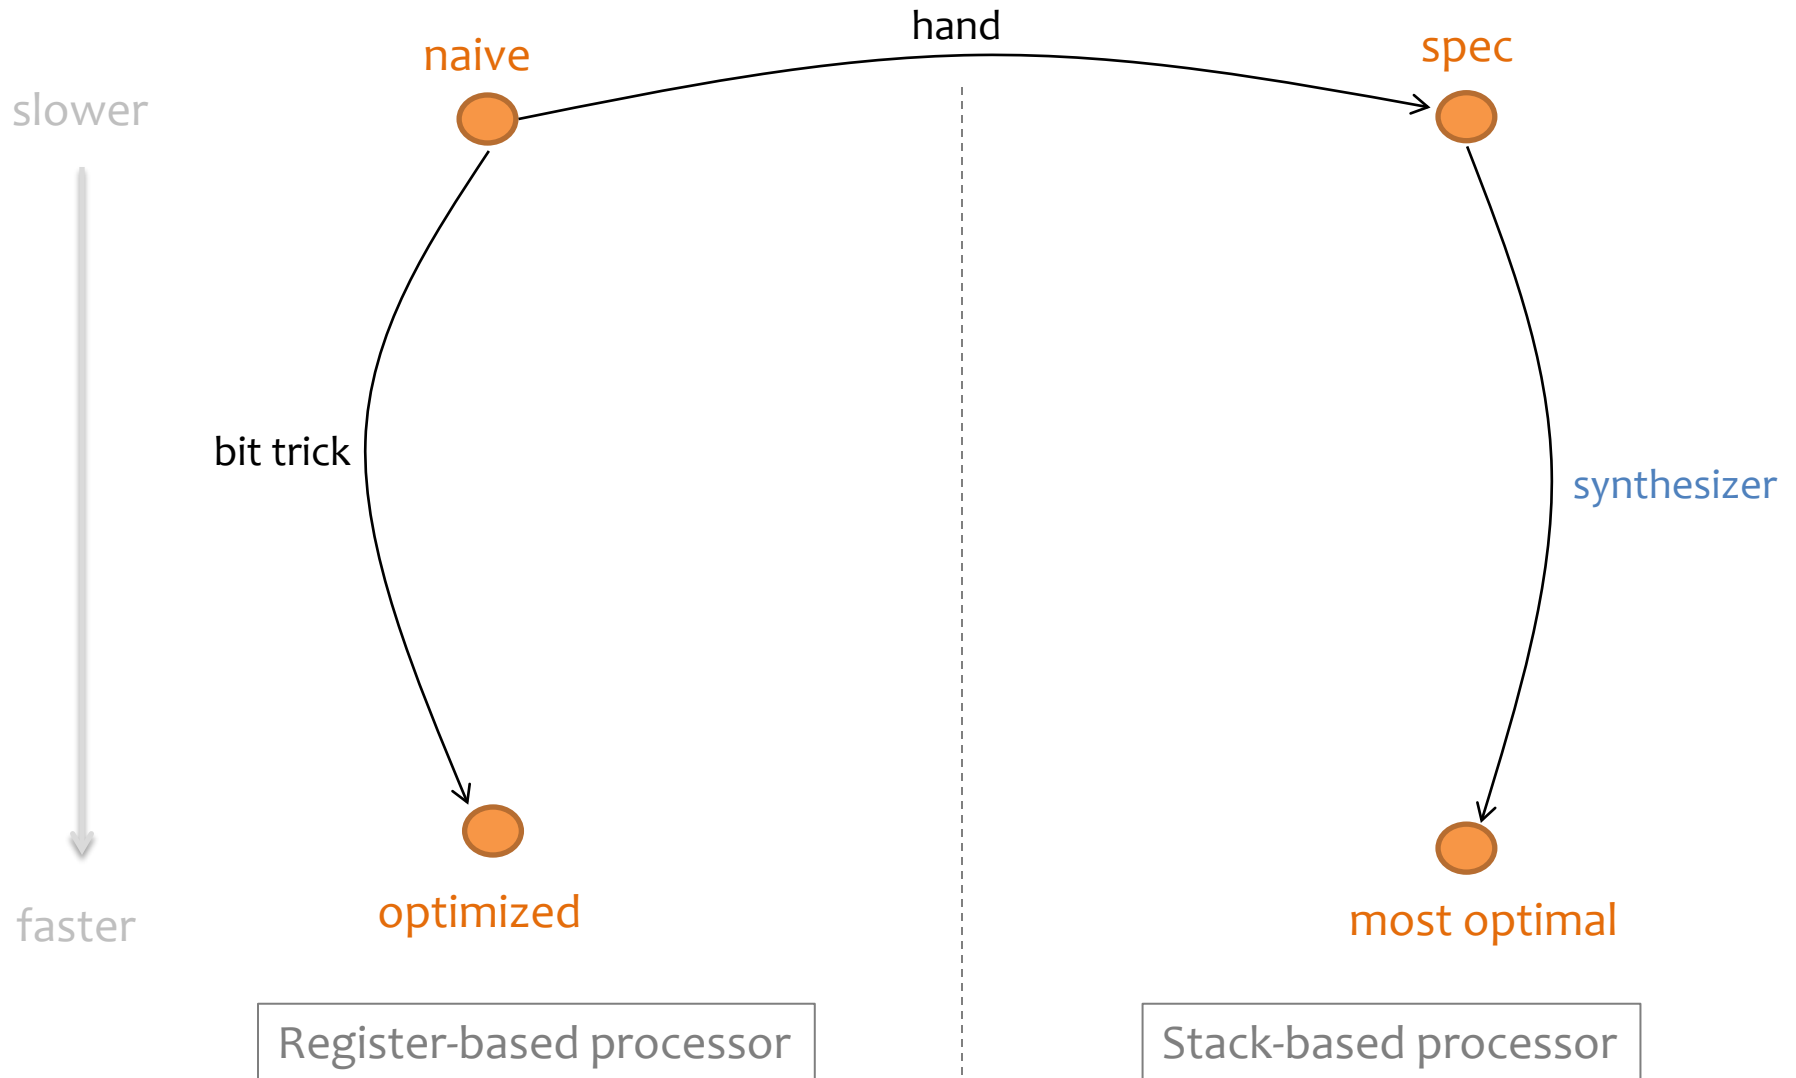 hand
naive
spec
slower
bit trick
synthesizer
optimized
most optimal
faster
Register-based processor
Stack-based processor